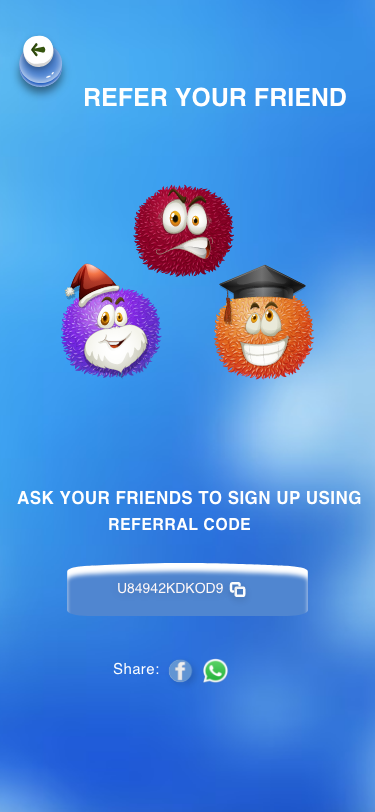 REFER YOUR FRIEND
ASK YOUR FRIENDS TO SIGN UP USING
REFERRAL CODE
U84942KDKOD9
Share: